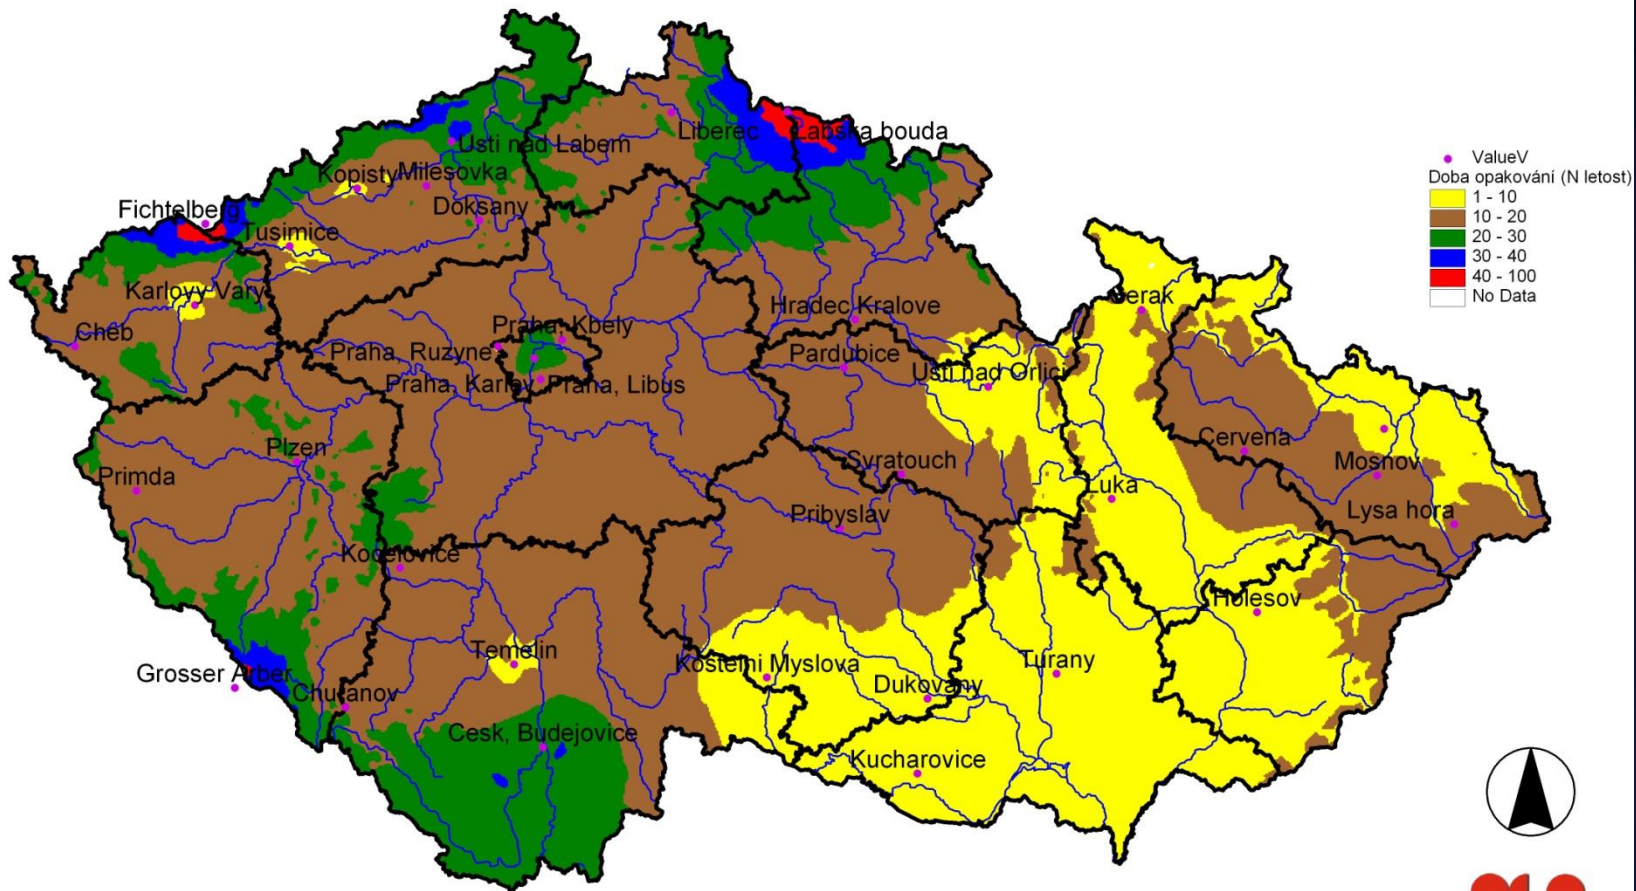 Liberec
Labska bouda
Usti nad Labem
Kopisty
Milesovka
Fichtelberg
Doksany
Tusimice
Karlovy Vary
Cheb
Hradec Kralove
Praha, Kbely
Praha, Ruzyne
Praha, Karlov
Praha, Libus
Pardubice
Usti nad Orlici
Serak
Plzen
Primda
Svratouch
Cervena
Mosnov
Luka
Lysa hora
Pribyslav
Kocelovice
Holesov
Temelin
Kostelni Myslova
Turany
Grosser Arber
Churanov
Dukovany
Cesk, Budejovice
Kucharovice
ValueV
Doba opakování (N letost)
1 - 10
10 - 20
20 - 30
30 - 40
40 - 100
No Data